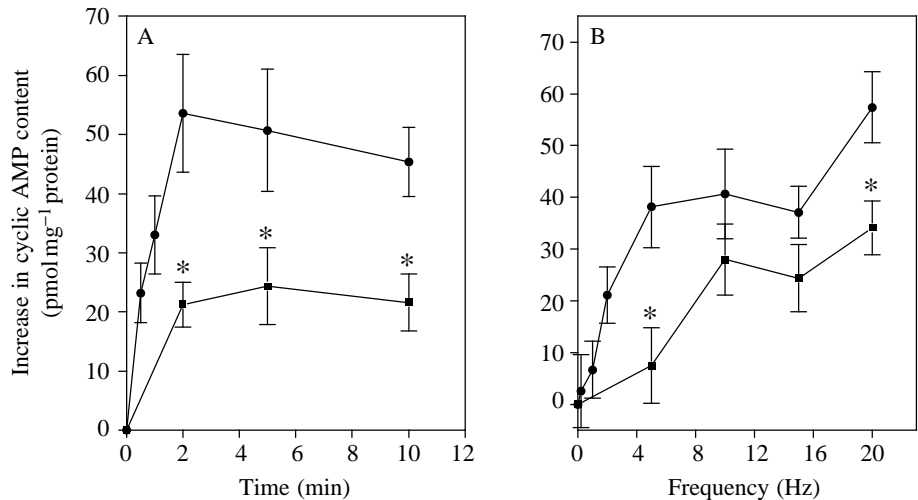 Increase in cyclic AMP content
(pmol mg⁻¹ protein)
A
70
60
50
40
30
20
10
0
*
*
*
0 2 4 6 8 10 12
Time (min)
B
70
60
50
40
30
20
10
0
*
*
0 4 8 12 16 20
Frequency (Hz)